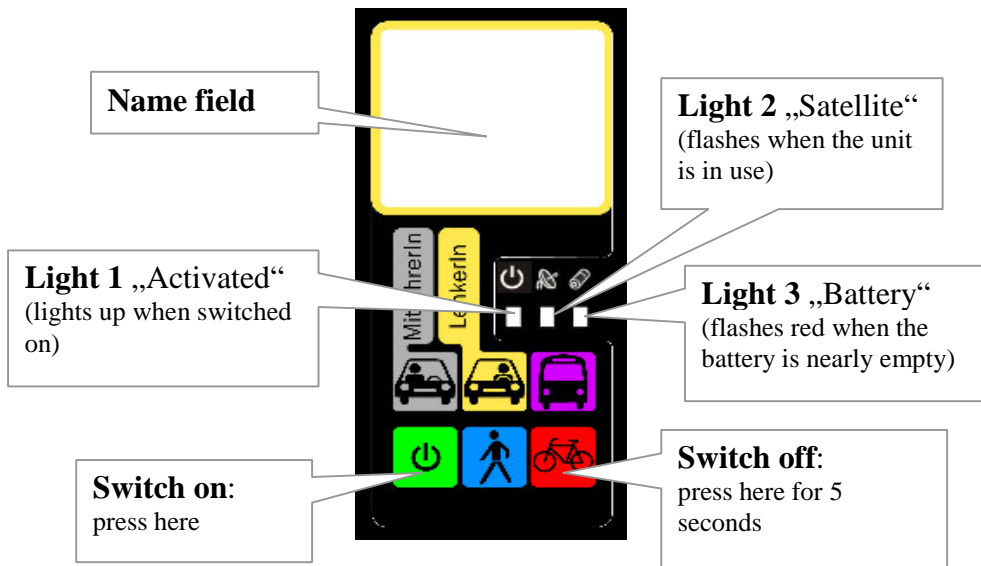 Name field
Light 2 „Satellite“
(flashes when the unit
is in use)
Light 1 „Activated“
(lights up when switched
on)
LenkerIn
Light 3 „Battery“
(flashes red when the
battery is nearly empty)
Switch on:
press here
Switch off:
press here for 5
seconds